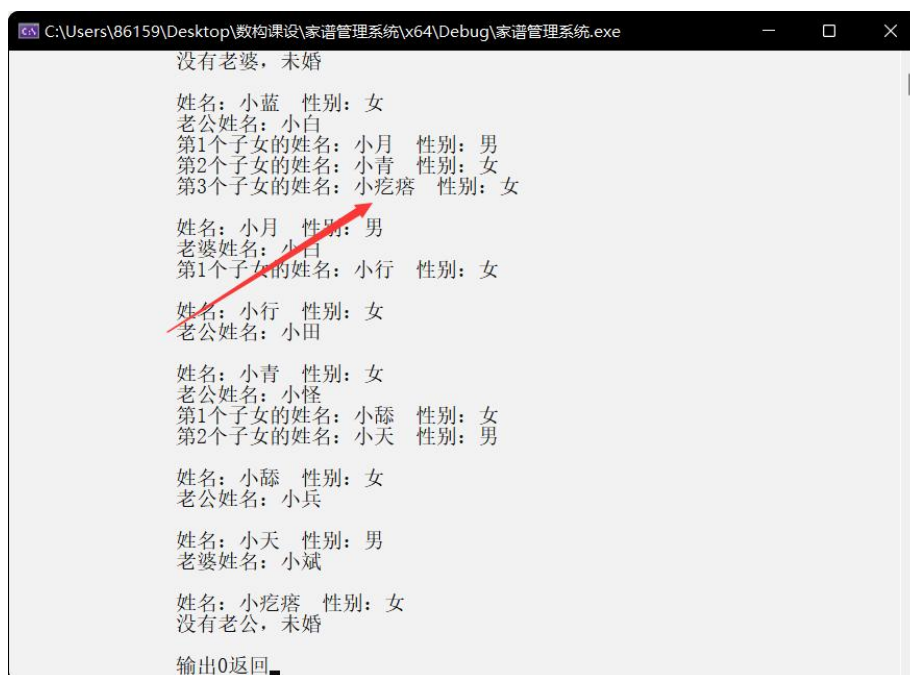 C:\Users\86159\Desktop\数构课设\家谱管理系统\x64\Debug\家谱管理系统.exe
没有老婆，未婚
姓名：小蓝 性别：女
老公姓名：小白
第1个子女的姓名：小月 性别：男
第2个子女的姓名：小青 性别：女
第3个子女的姓名：小疙瘩 性别：女
姓名：小月 性别：男
老婆姓名：小白
第1个子女的姓名：小行 性别：女
姓名：小行 性别：女
老公姓名：小田
姓名：小青 性别：女
老公姓名：小怪
第1个子女的姓名：小舔 性别：女
第2个子女的姓名：小天 性别：男
姓名：小舔 性别：女
老公姓名：小兵
姓名：小天 性别：男
老婆姓名：小斌
姓名：小疙瘩 性别：女
没有老公，未婚
输出0返回